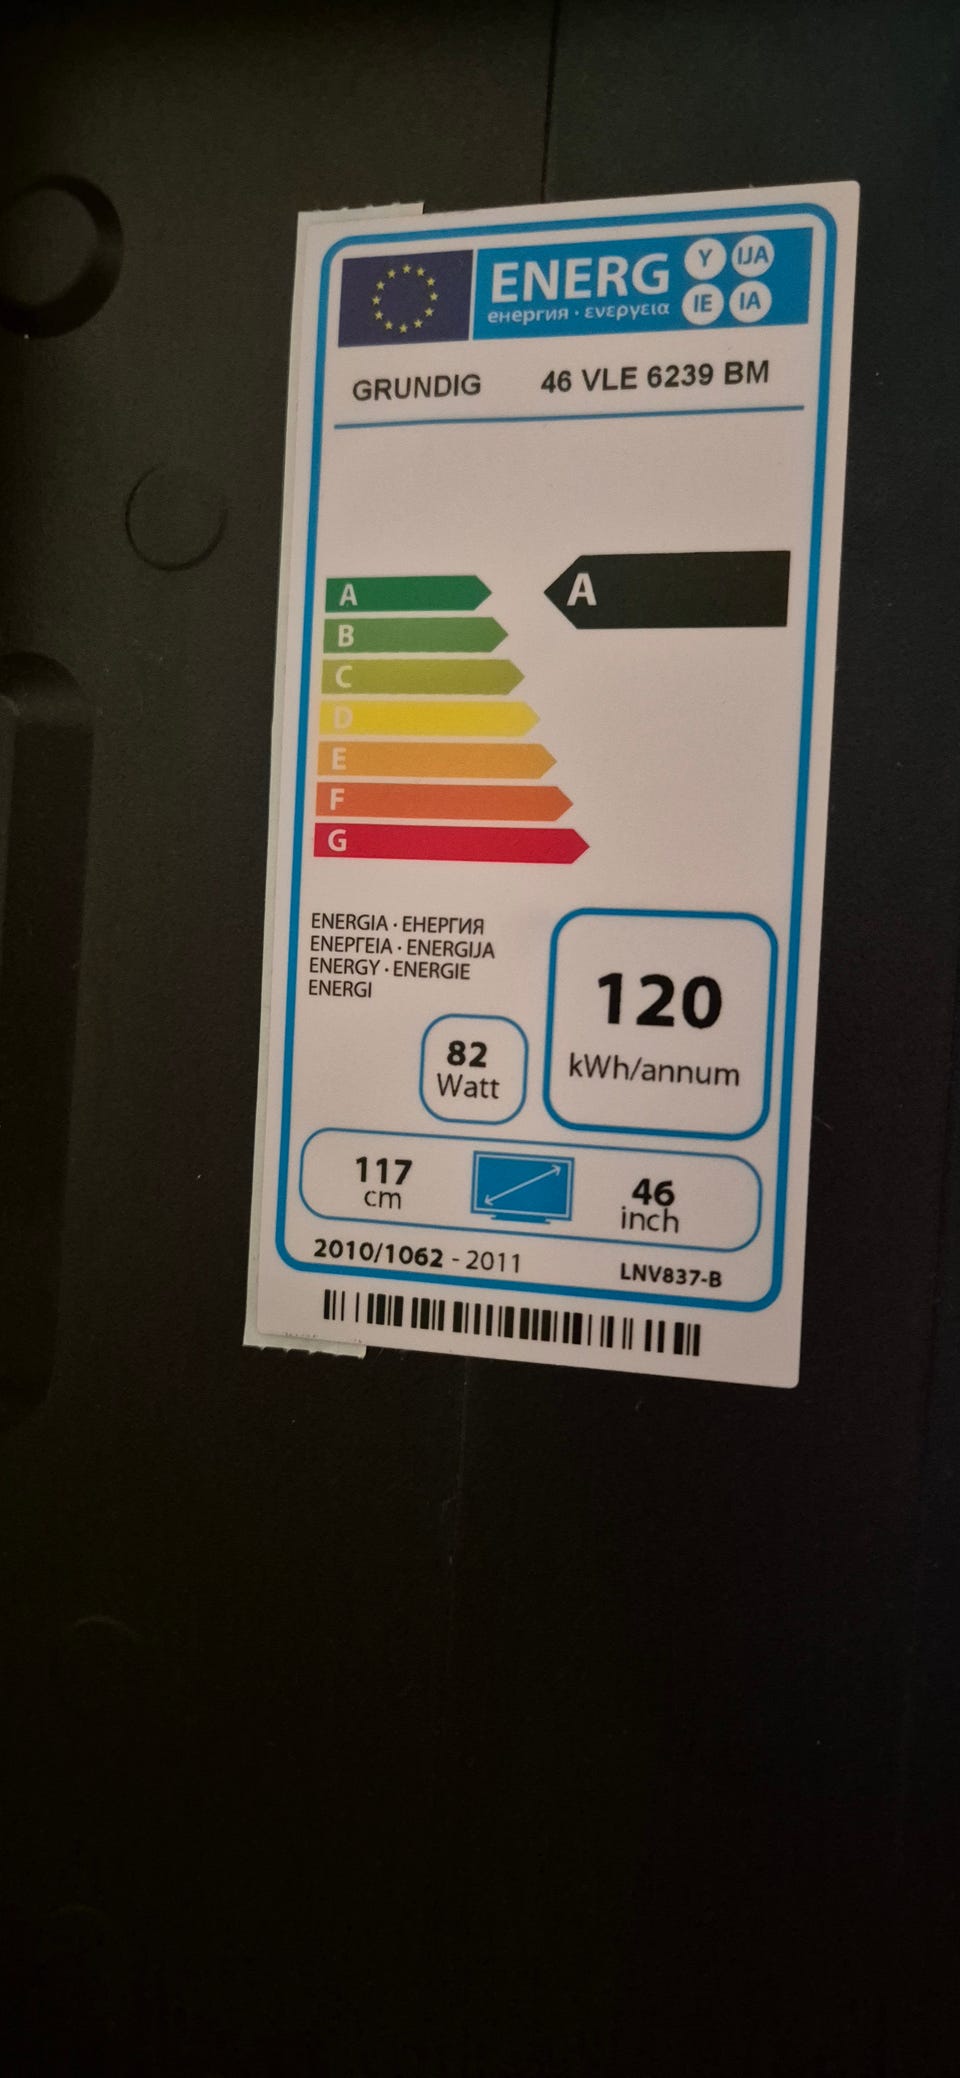 ENERG Y IJA
енергия · ενεργεια IE IA
GRUNDIG 46 VLE 6239 BM
A A
B
C
D
E
F
G
ENERGIA · ЕНЕРГИЯ
ΕΝΕΡΓΕΙΑ · ENERGIJA
ENERGY · ENERGIE
ENERGI
82
Watt
120
kWh/annum
117
cm
46
inch
2010/1062 - 2011
LNV837-B